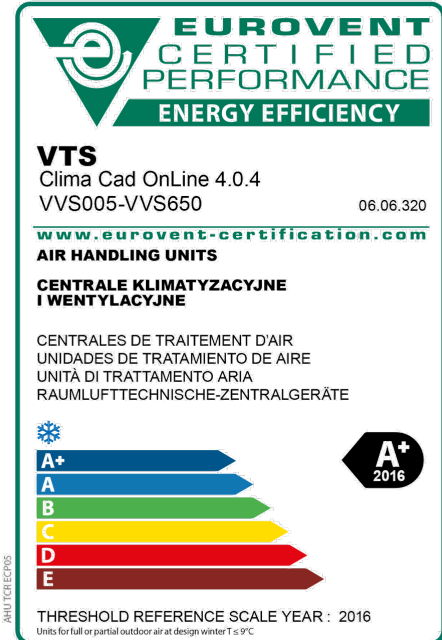 EUROVENT
CERTIFIED
PERFORMANCE
ENERGY EFFICIENCY
VTS
Clima Cad OnLine 4.0.4
VVS005-VVS650 06.06.320
www.eurovent-certification.com
AIR HANDLING UNITS
CENTRALE KLIMATYZACYJNE
I WENTYLACYJNE
CENTRALES DE TRAITEMENT D'AIR
UNIDADES DE TRATAMIENTO DE AIRE
UNITÀ DI TRATTAMENTO ARIA
RAUMLUFTTECHNISCHE-ZENTRALGERÄTE
A+
A
B
C
D
E
A+
2016
THRESHOLD REFERENCE SCALE YEAR : 2016
Units for full or partial outdoor air at design winter T ≤ 9°C
AHU TCR ECP05